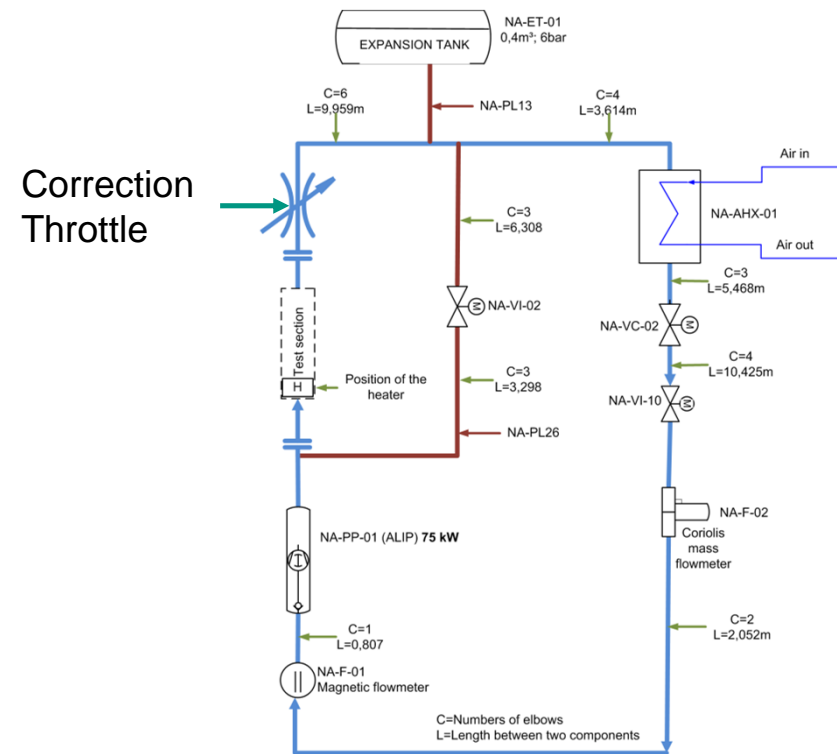 NA-ET-01
0,4m³; 6bar
EXPANSION TANK
C=6
L=9,959m
NA-PL13
C=4
L=3,614m
Air in
Correction
Throttle
NA-AHX-01
C=3
L=6,308
Air out
C=3
L=5,468m
NA-VI-02
M
NA-VC-02
M
Test section
H
Position of the
heater
C=3
L=3,298
C=4
L=10,425m
NA-VI-10
M
NA-PL26
NA-PP-01 (ALIP) 75 kW
NA-F-02
Coriolis
mass
flowmeter
C=1
L=0,807
C=2
L=2,052m
NA-F-01
Magnetic flowmeter
C=Numbers of elbows
L=Length between two components